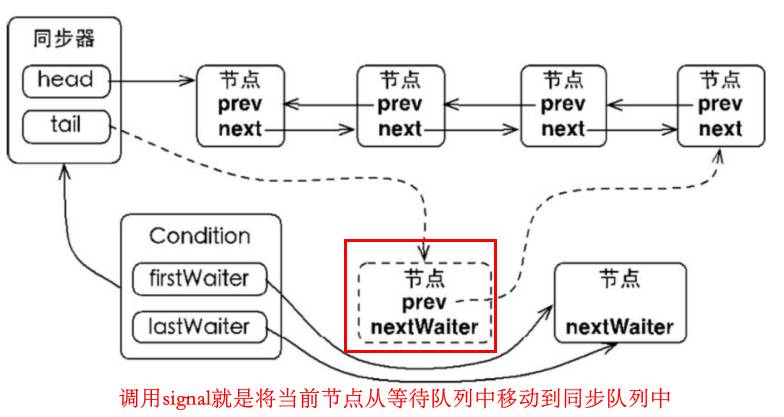 同步器
head
tail
节点
prev
next
节点
prev
next
节点
prev
next
节点
prev
next
Condition
firstWaiter
lastWaiter
节点
prev
nextWaiter
节点
nextWaiter
调用signal就是将当前节点从等待队列中移动到同步队列中